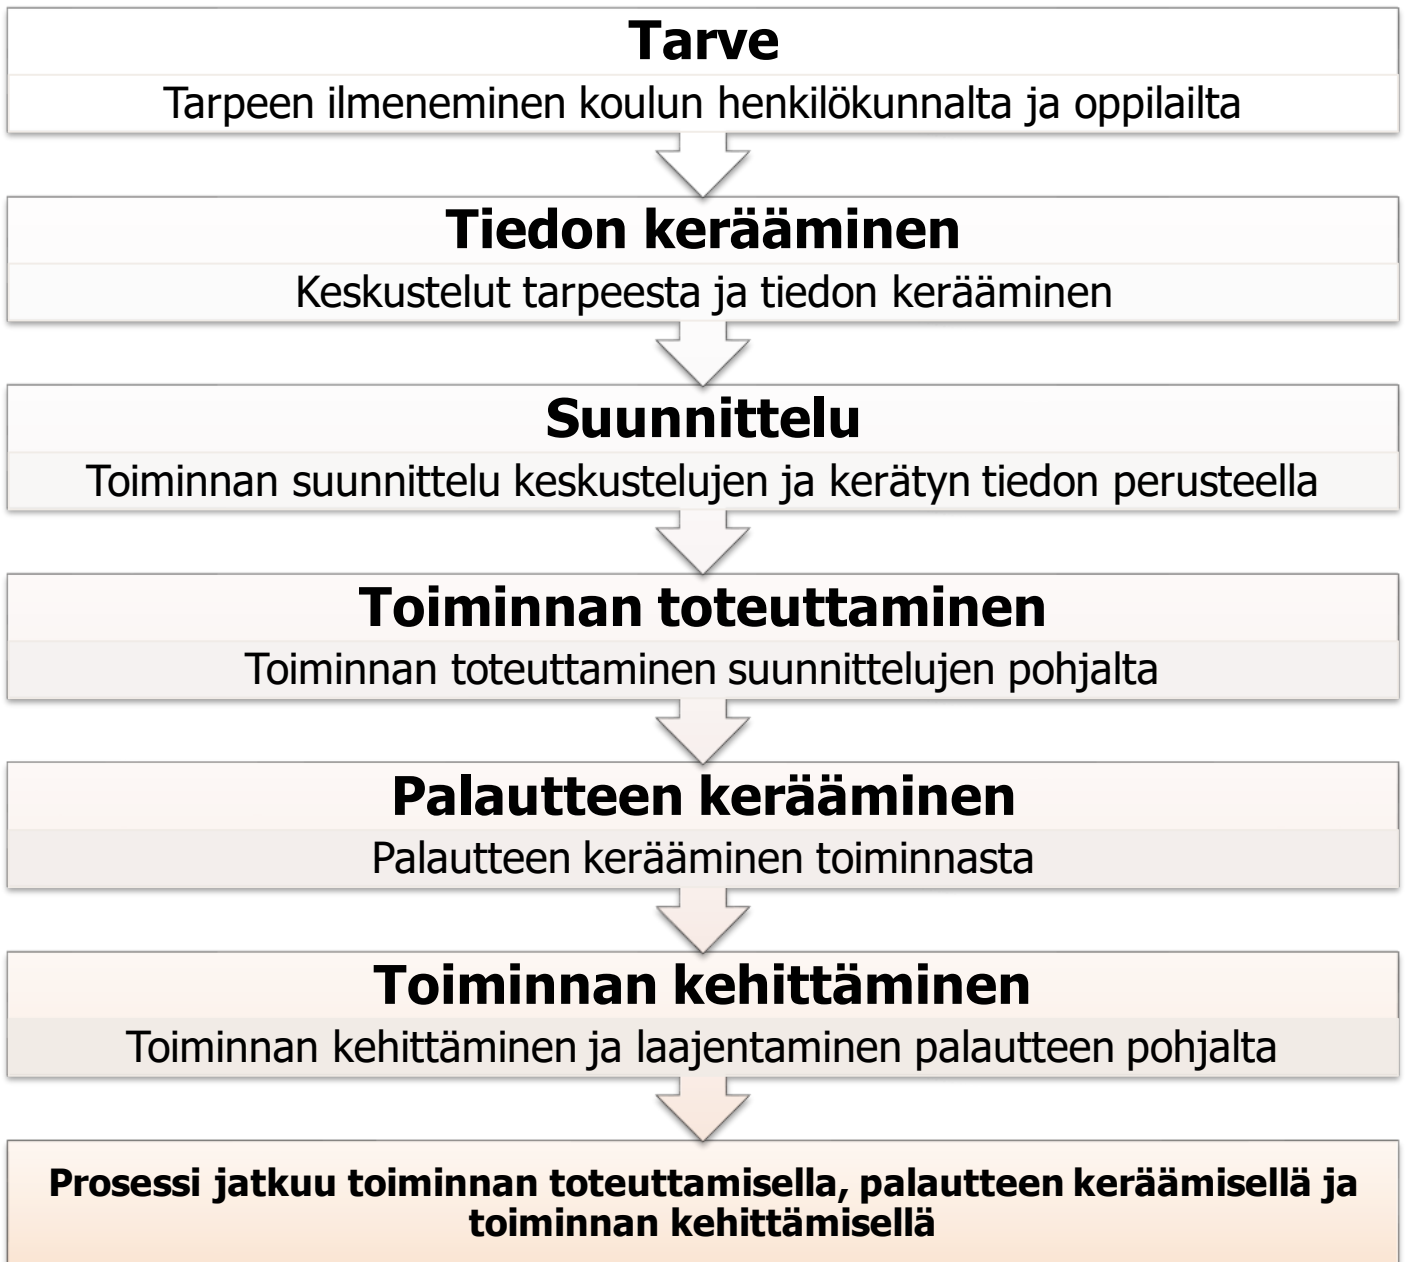 Tarve
Tarpeen ilmeneminen koulun henkilökunnalta ja oppilailta
Tiedon kerääminen
Keskustelut tarpeesta ja tiedon kerääminen
Suunnittelu
Toiminnan suunnittelu keskustelujen ja kerätyn tiedon perusteella
Toiminnan toteuttaminen
Toiminnan toteuttaminen suunnittelujen pohjalta
Palautteen kerääminen
Palautteen kerääminen toiminnasta
Toiminnan kehittäminen
Toiminnan kehittäminen ja laajentaminen palautteen pohjalta
Prosessi jatkuu toiminnan toteuttamisella, palautteen keräämisellä ja
toiminnan kehittämisellä